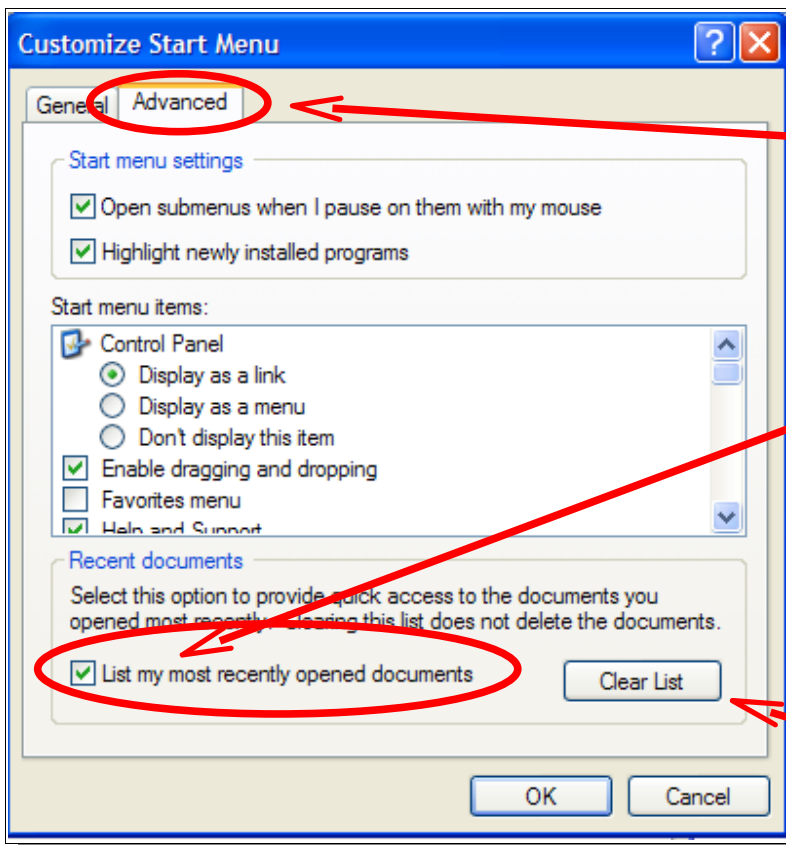 Customize Start Menu
General Advanced
Start menu settings
Open submenus when I pause on them with my mouse
Highlight newly installed programs
Start menu items:
Control Panel
Display as a link
Display as a menu
Don't display this item
Enable dragging and dropping
Favorites menu
Help and Support
Recent documents
Select this option to provide quick access to the documents you
opened most recently. Clearing this list does not delete the documents.
List my most recently opened documents
Clear List
OK Cancel